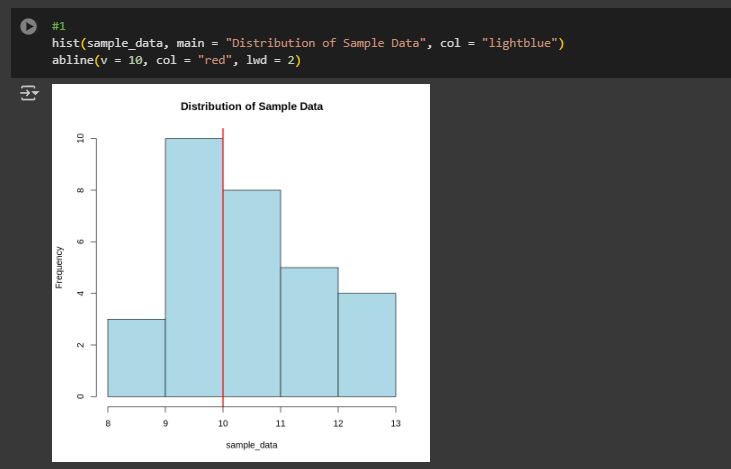 #1
hist(sample_data, main = "Distribution of Sample Data", col = "lightblue")
abline(v = 10, col = "red", lwd = 2)
Distribution of Sample Data
10
8
6
4
2
0
Frequency
8 9 10 11 12 13
sample_data